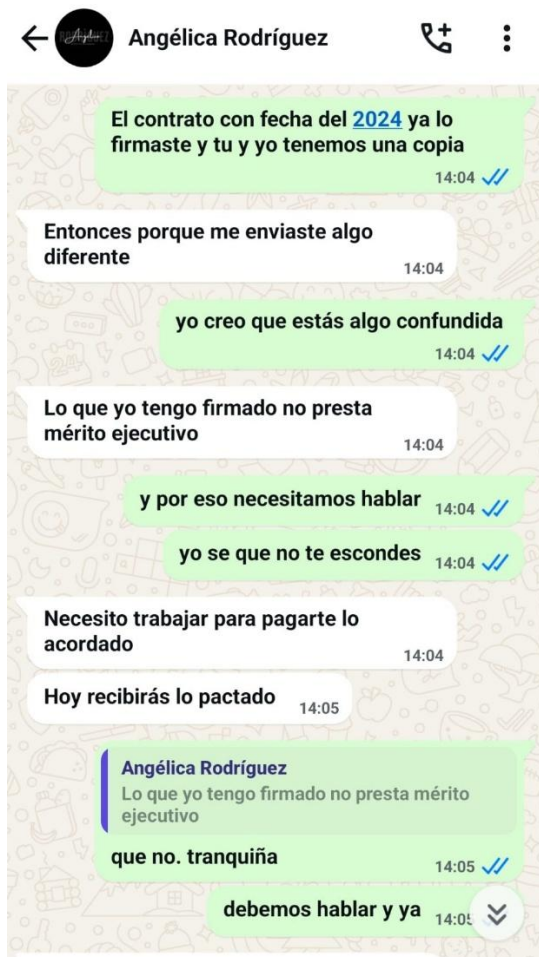 Angélica Rodríguez
El contrato con fecha del 2024 ya lo
firmaste y tu y yo tenemos una copia
14:04
Entonces porque me enviaste algo
diferente
14:04
yo creo que estás algo confundida
14:04
Lo que yo tengo firmado no presta
mérito ejecutivo
14:04
y por eso necesitamos hablar 14:04
yo se que no te escondes 14:04
Necesito trabajar para pagarte lo
acordado
14:04
Hoy recibirás lo pactado 14:05
Angélica Rodríguez
Lo que yo tengo firmado no presta mérito
ejecutivo
que no. tranquiña
14:05
debemos hablar y ya 14:05